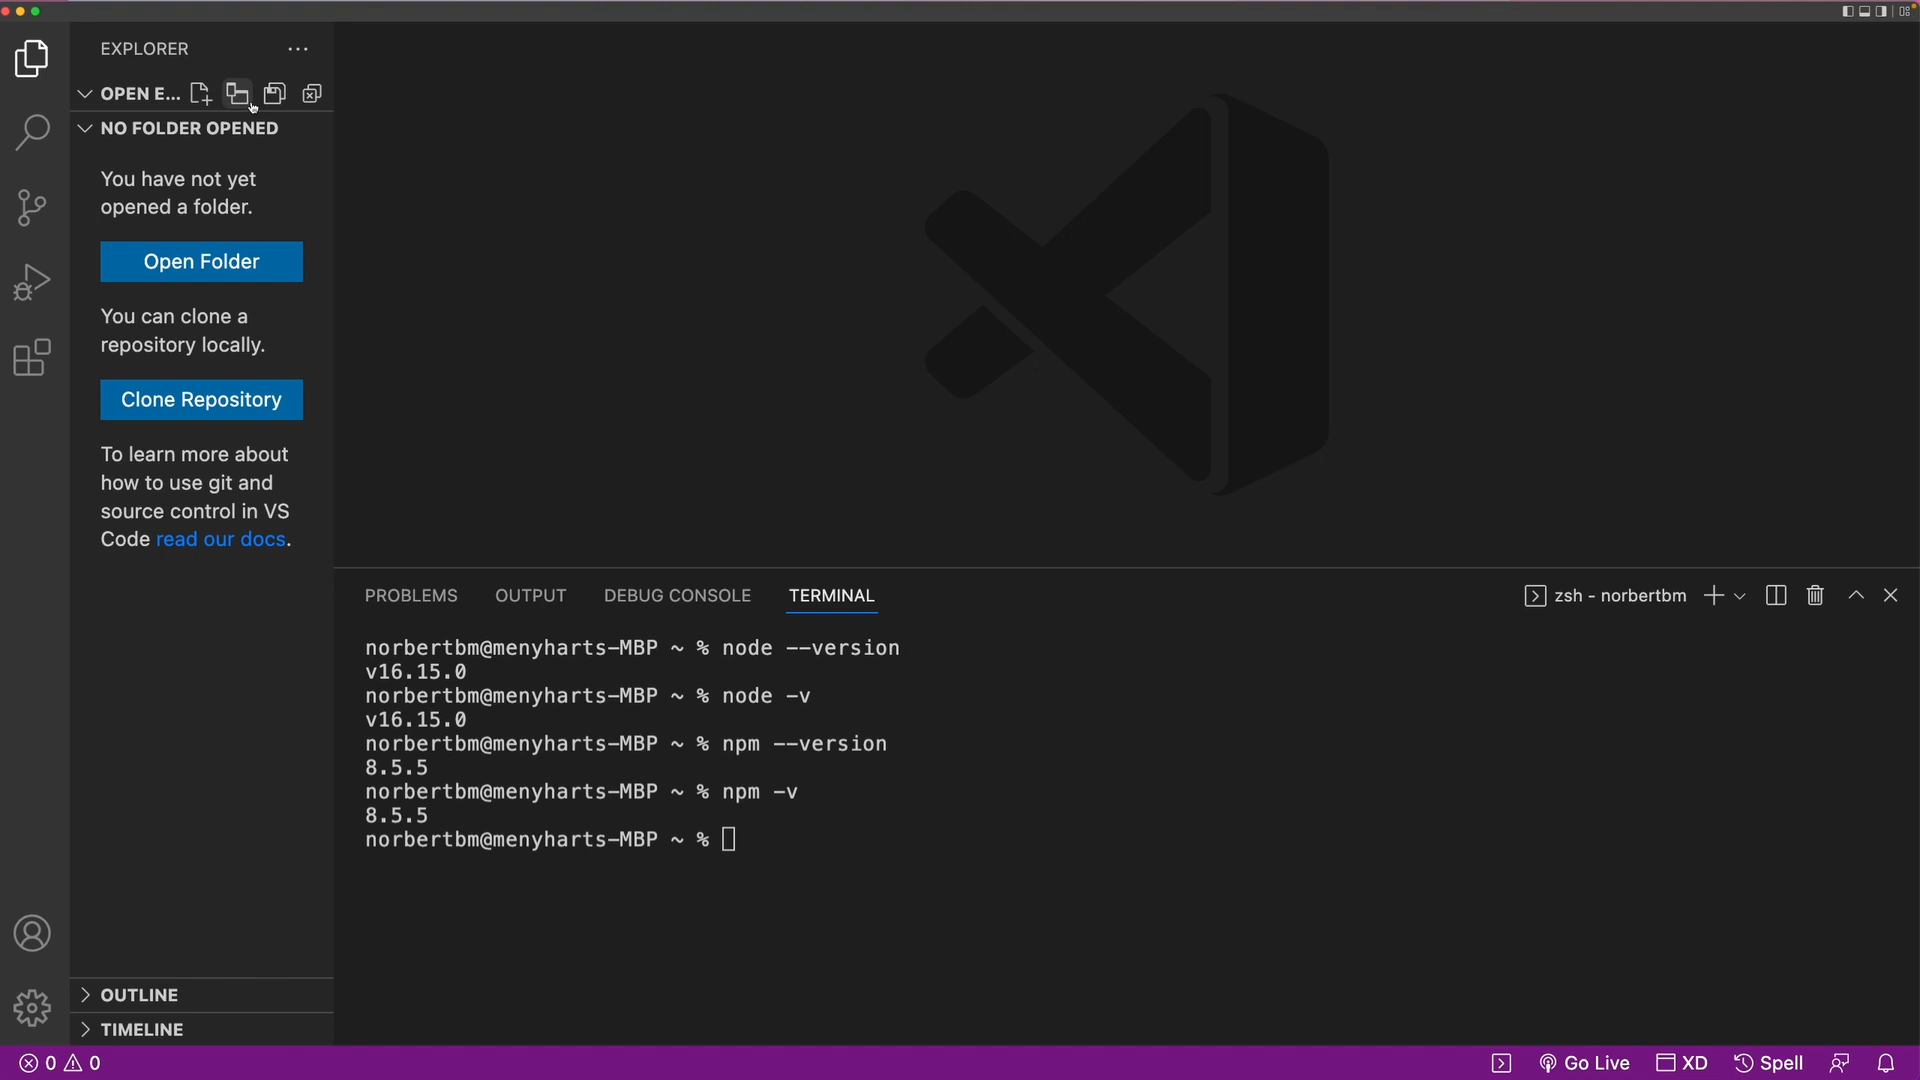 EXPLORER
OPEN E...
NO FOLDER OPENED
You have not yet
opened a folder.
Open Folder
You can clone a
repository locally.
Clone Repository
To learn more about
how to use git and
source control in VS
Code read our docs.
OUTLINE
TIMELINE
PROBLEMS OUTPUT DEBUG CONSOLE TERMINAL zsh - norbertbm
norbertbm@menyharts-MBP ~ % node --version
v16.15.0
norbertbm@menyharts-MBP ~ % node -v
v16.15.0
norbertbm@menyharts-MBP ~ % npm --version
8.5.5
norbertbm@menyharts-MBP ~ % npm -v
8.5.5
norbertbm@menyharts-MBP ~ %
0 0 Go Live XD Spell